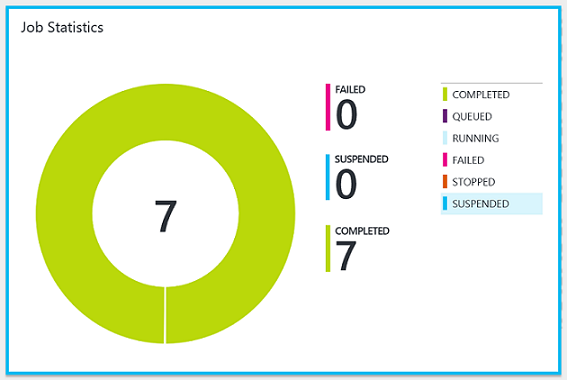 Job Statistics
7
FAILED
0
SUSPENDED
0
COMPLETED
7
COMPLETED
QUEUED
RUNNING
FAILED
STOPPED
SUSPENDED